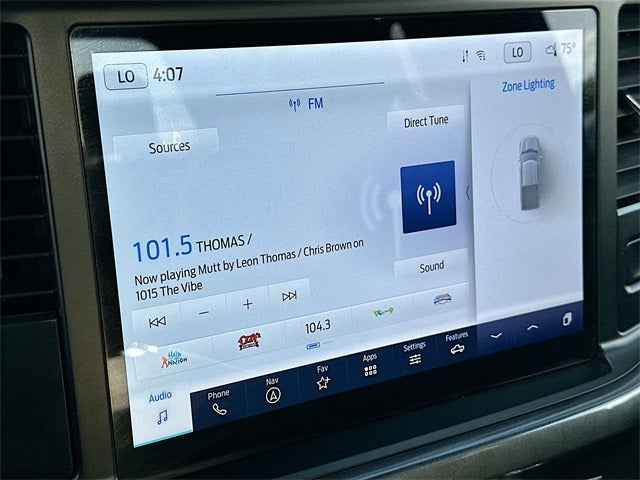 LO 4:07
LO 75°
FM
Zone Lighting
Sources
Direct Tune
101.5 THOMAS /
Now playing Mutt by Leon Thomas / Chris Brown on
1015 The Vibe
Sound
104.3
Audio
Phone
Nav
Fav
Apps
Settings
Features